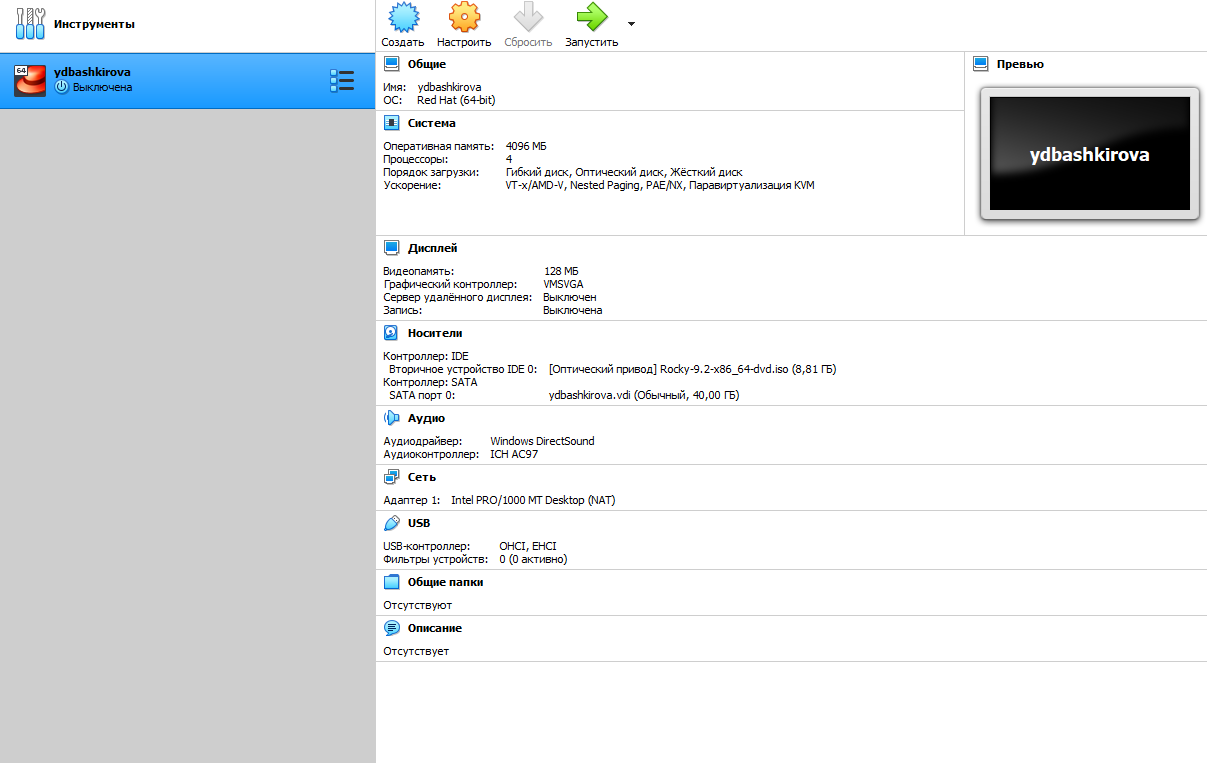 Инструменты
64
ydbashkirova
Выключена
Создать Настроить Сбросить Запустить
Общие
Имя: ydbashkirova
ОС: Red Hat (64-bit)
Превью
ydbashkirova
Система
Оперативная память: 4096 МБ
Процессоры: 4
Порядок загрузки: Гибкий диск, Оптический диск, Жёсткий диск
Ускорение: VT-x/AMD-V, Nested Paging, PAE/NX, Паравиртуализация KVM
Дисплей
Видеопамять: 128 МБ
Графический контроллер: VMSVGA
Сервер удалённого дисплея: Выключен
Запись: Выключена
Носители
Контроллер: IDE
Вторичное устройство IDE 0: [Оптический привод] Rocky-9.2-x86_64-dvd.iso (8,81 ГБ)
Контроллер: SATA
SATA порт 0: ydbashkirova.vdi (Обычный, 40,00 ГБ)
Аудио
Аудиодрайвер: Windows DirectSound
Аудиоконтроллер: ICH AC97
Сеть
Адаптер 1: Intel PRO/1000 MT Desktop (NAT)
USB
USB-контроллер: OHCI, EHCI
Фильтры устройств: 0 (0 активно)
Общие папки
Отсутствуют
Описание
Отсутствует